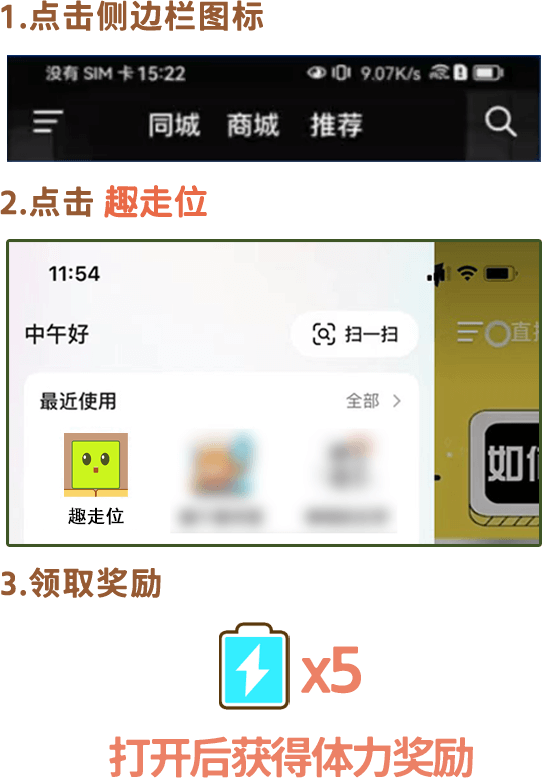 1.点击侧边栏图标
没有 SIM 卡 15:22 9.07K/s
同城 商城 推荐
2.点击 趣走位
11:54
中午好 扫一扫 直
最近使用 全部
如
趣走位
3.领取奖励
x5
打开后获得体力奖励